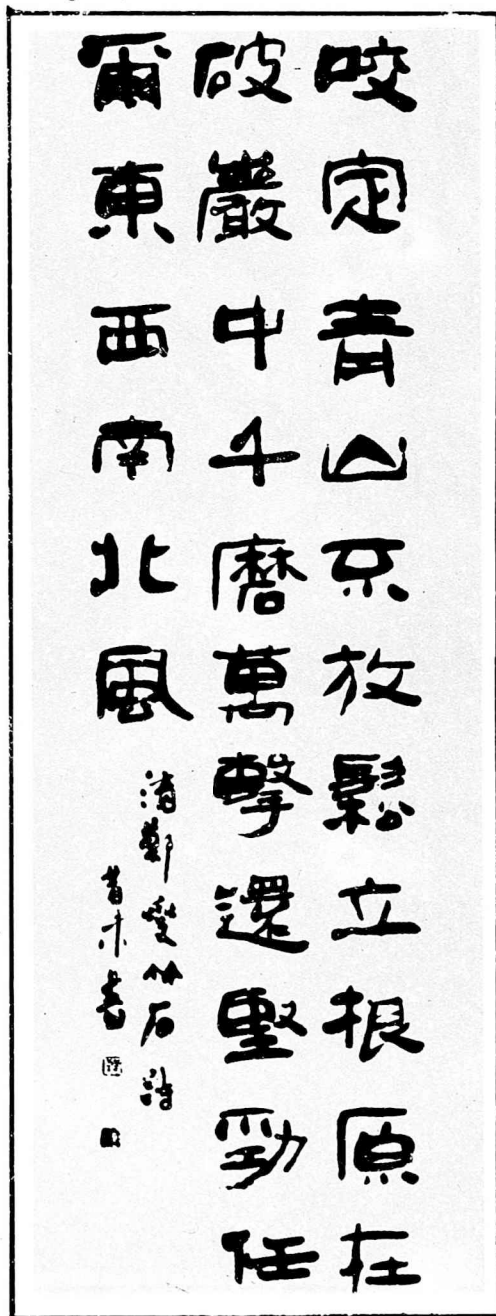 咬定青山不放鬆立根原在
破巖中千磨萬擊還堅勁任
爾東西南北風
清鄭燮竹石詩
書